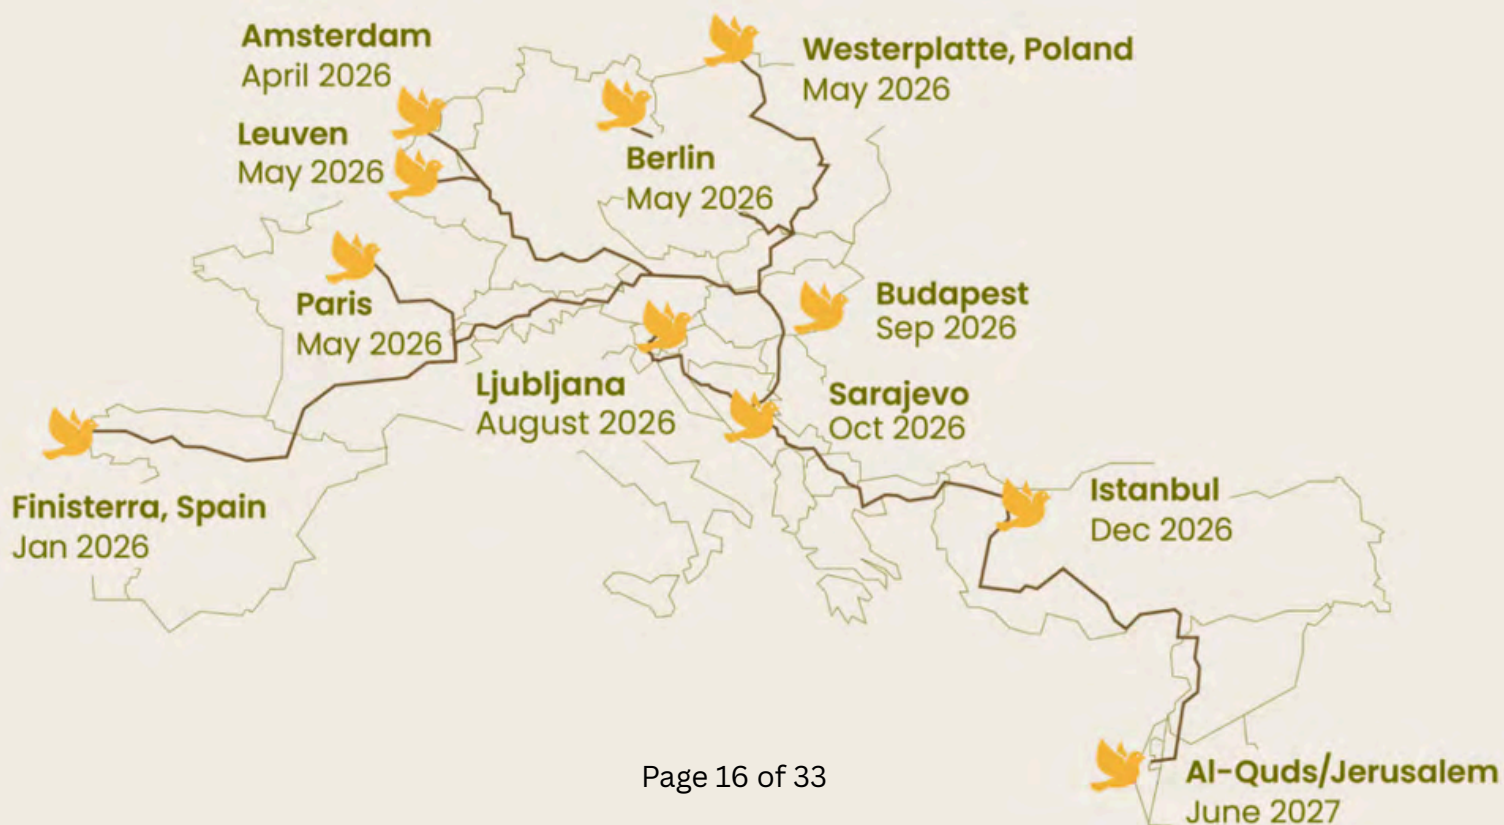 Amsterdam
April 2026
Westerplatte, Poland
May 2026
Leuven
May 2026
Berlin
May 2026
Paris
May 2026
Budapest
Sep 2026
Ljubljana
August 2026
Sarajevo
Oct 2026
Finisterra, Spain
Jan 2026
Istanbul
Dec 2026
Al-Quds/Jerusalem
June 2027
Page 16 of 33